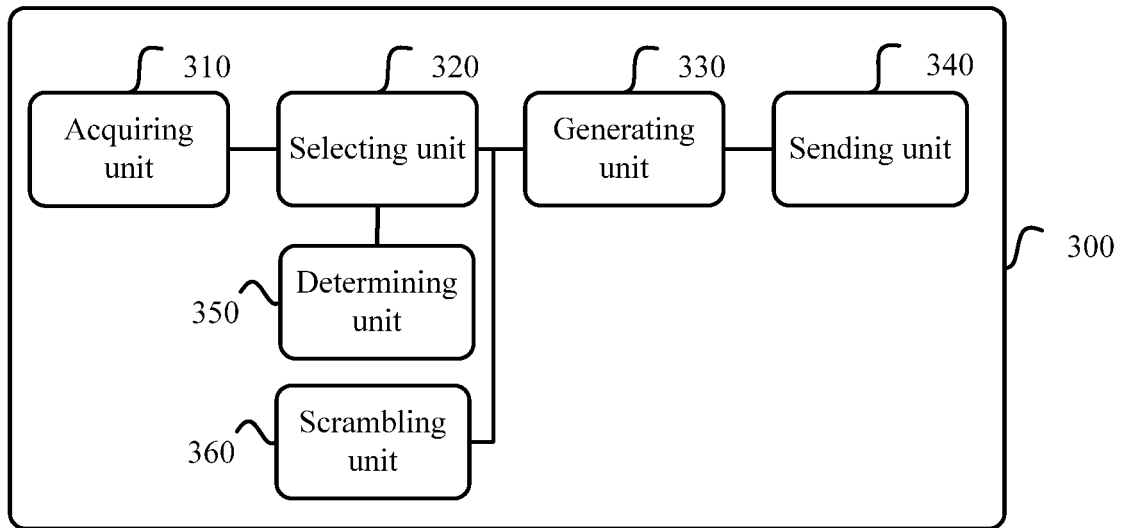 310
320
330
340
Acquiring
unit
Selecting unit
Generating
unit
Sending unit
300
Determining
unit
350
Scrambling
unit
360